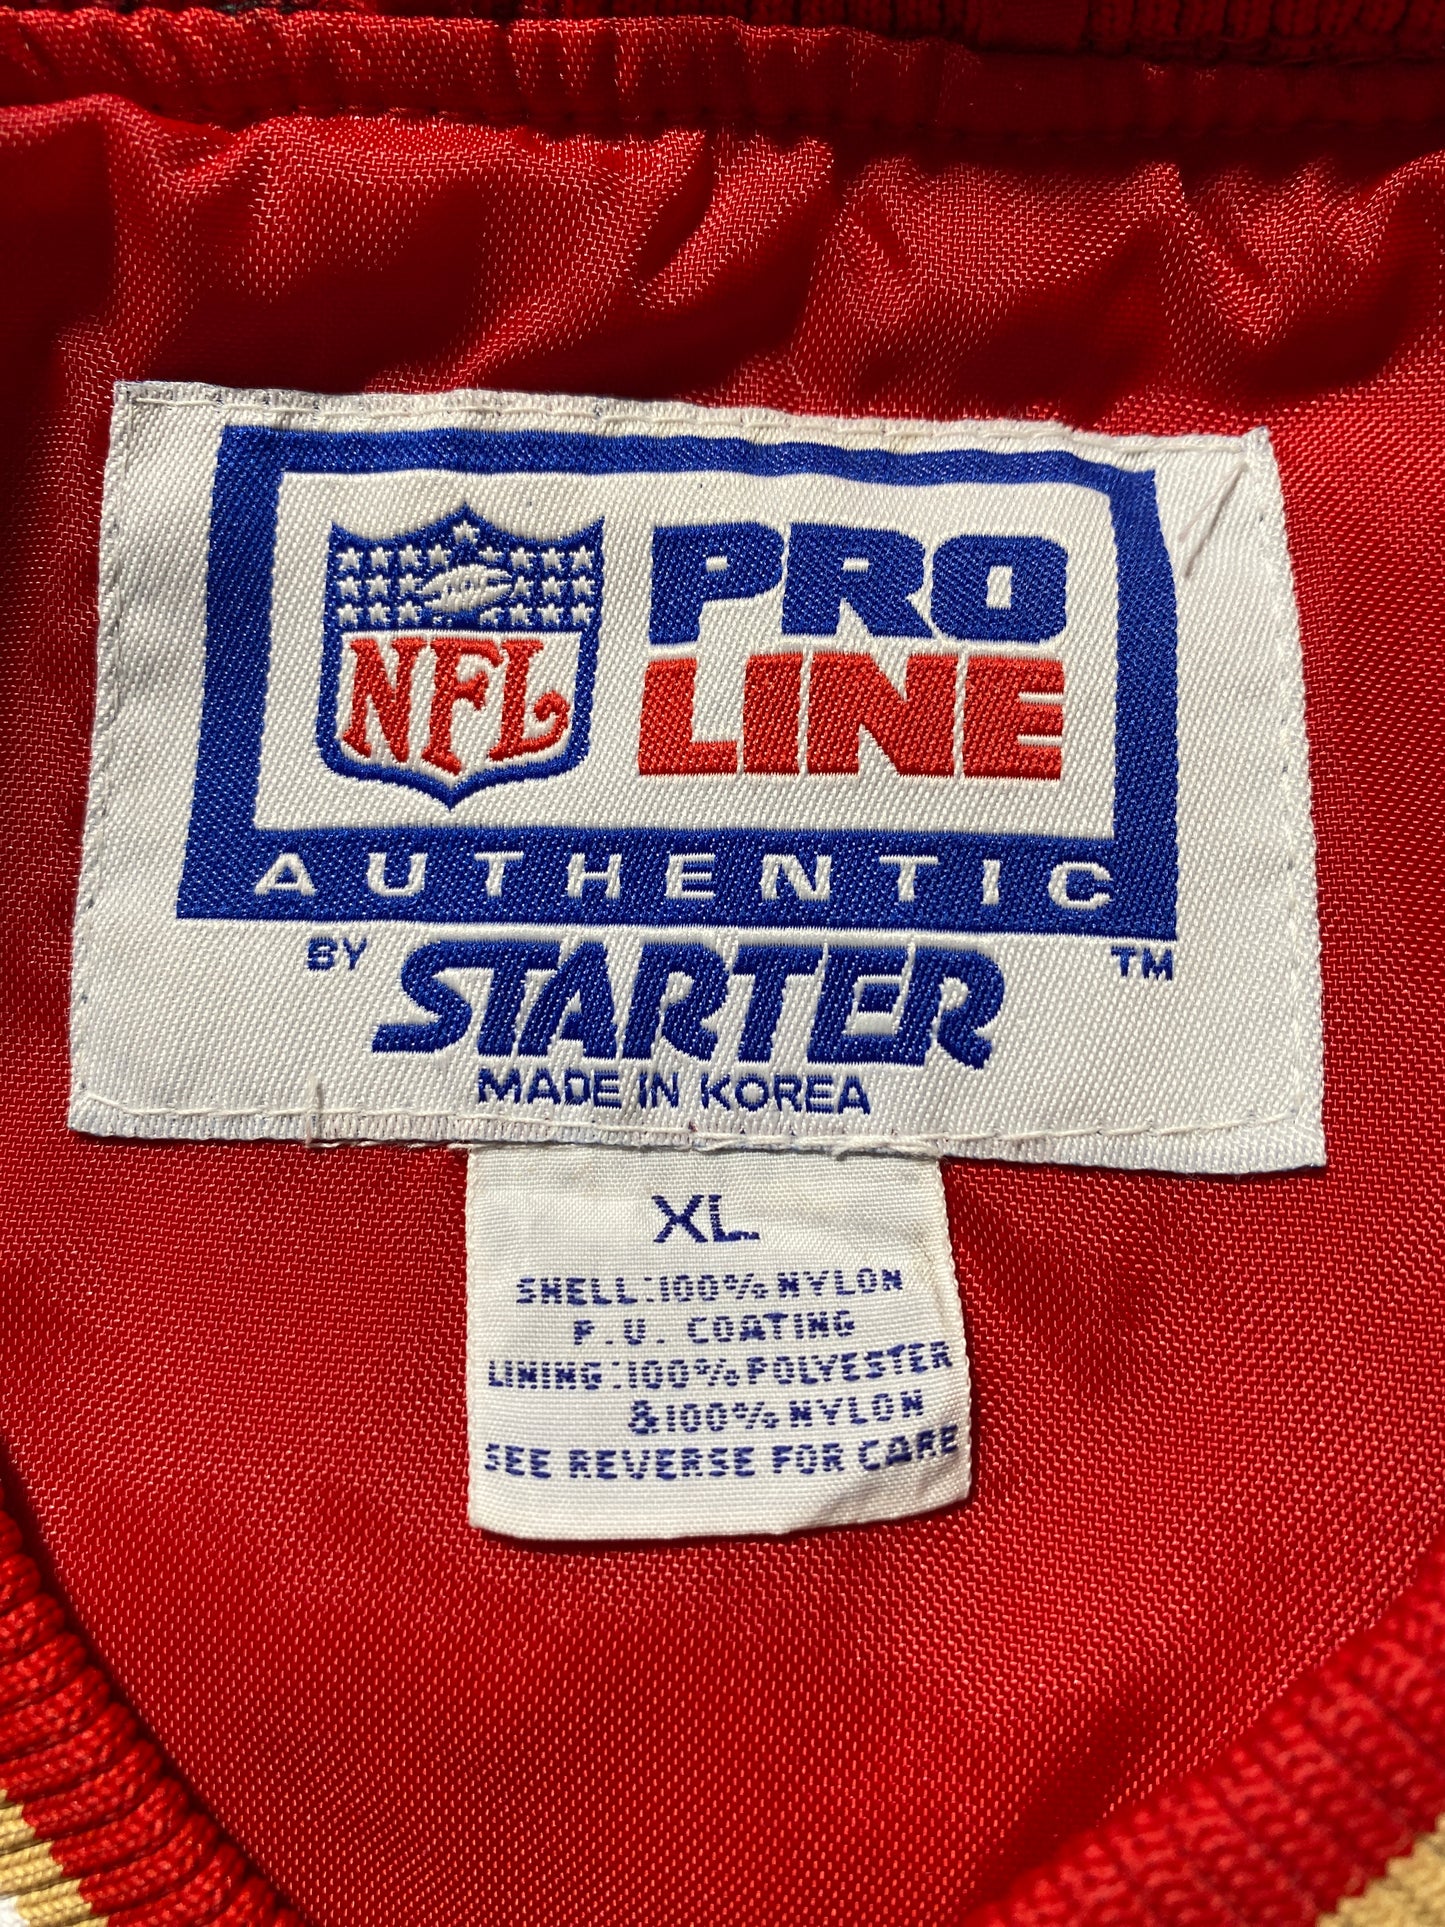 NFL
PRO
LINE
AUTHENTIC
BY STARTER TM
MADE IN KOREA
XL
SHELL:100% NYLON
P.U. COATING
LINING:100% POLYESTER
&100% NYLON
SEE REVERSE FOR CARE